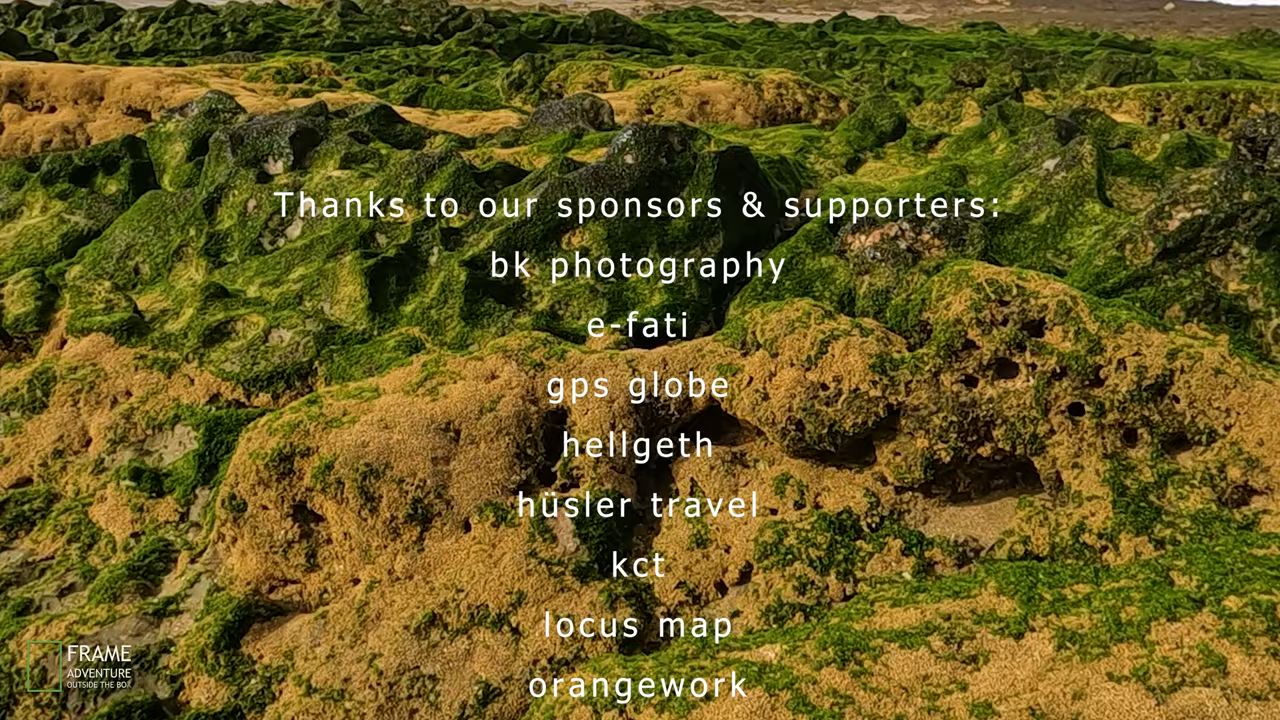 Thanks to our sponsors & supporters:
bk photography
e-fati
gps globe
hellgeth
hüsler travel
kct
locus map
orangework
FRAME
ADVENTURE
OUTSIDE THE BOX